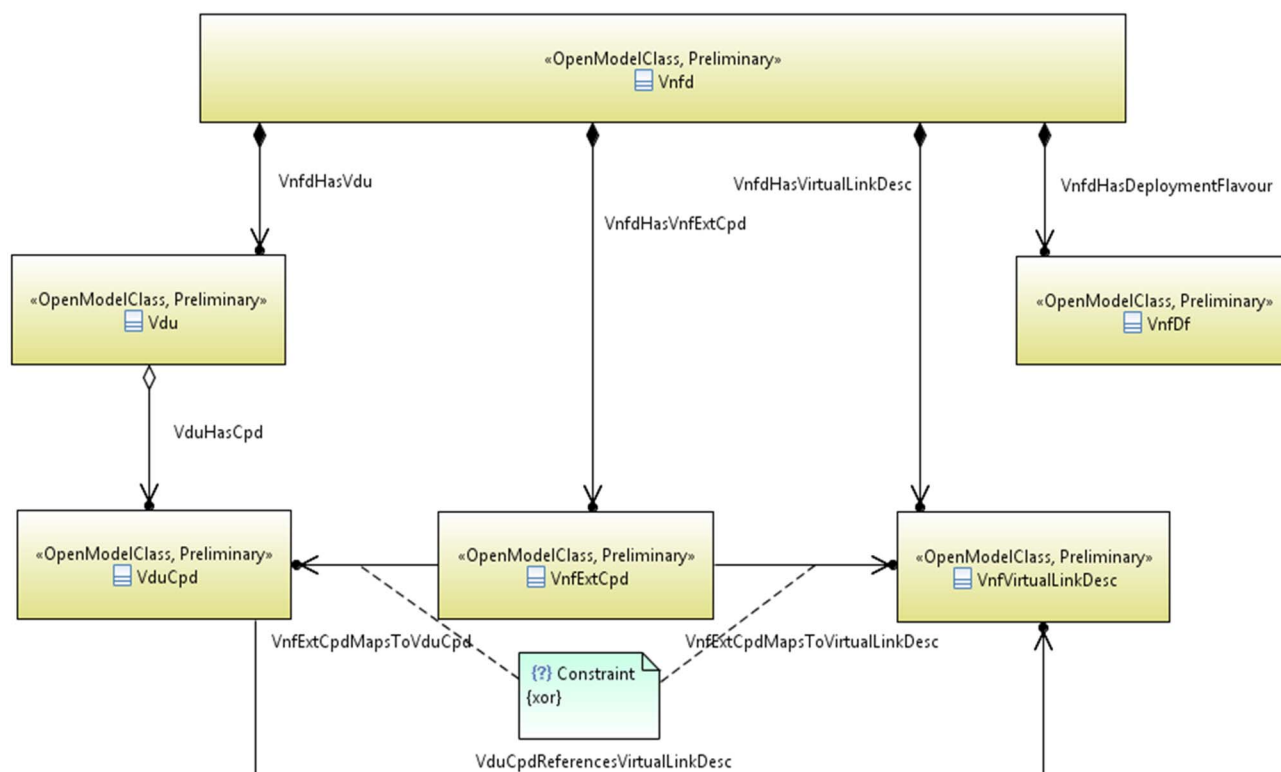 «OpenModelClass, Preliminary»
Vnfd
VnfdHasVdu
VnfdHasVirtualLinkDesc
VnfdHasDeploymentFlavour
VnfdHasVnfExtCpd
«OpenModelClass, Preliminary»
Vdu
«OpenModelClass, Preliminary»
VnfDf
VduHasCpd
«OpenModelClass, Preliminary»
VduCpd
«OpenModelClass, Preliminary»
VnfExtCpd
«OpenModelClass, Preliminary»
VnfVirtualLinkDesc
VnfExtCpdMapsToVduCpd
VnfExtCpdMapsToVirtualLinkDesc
{?} Constraint
{xor}
VduCpdReferencesVirtualLinkDesc